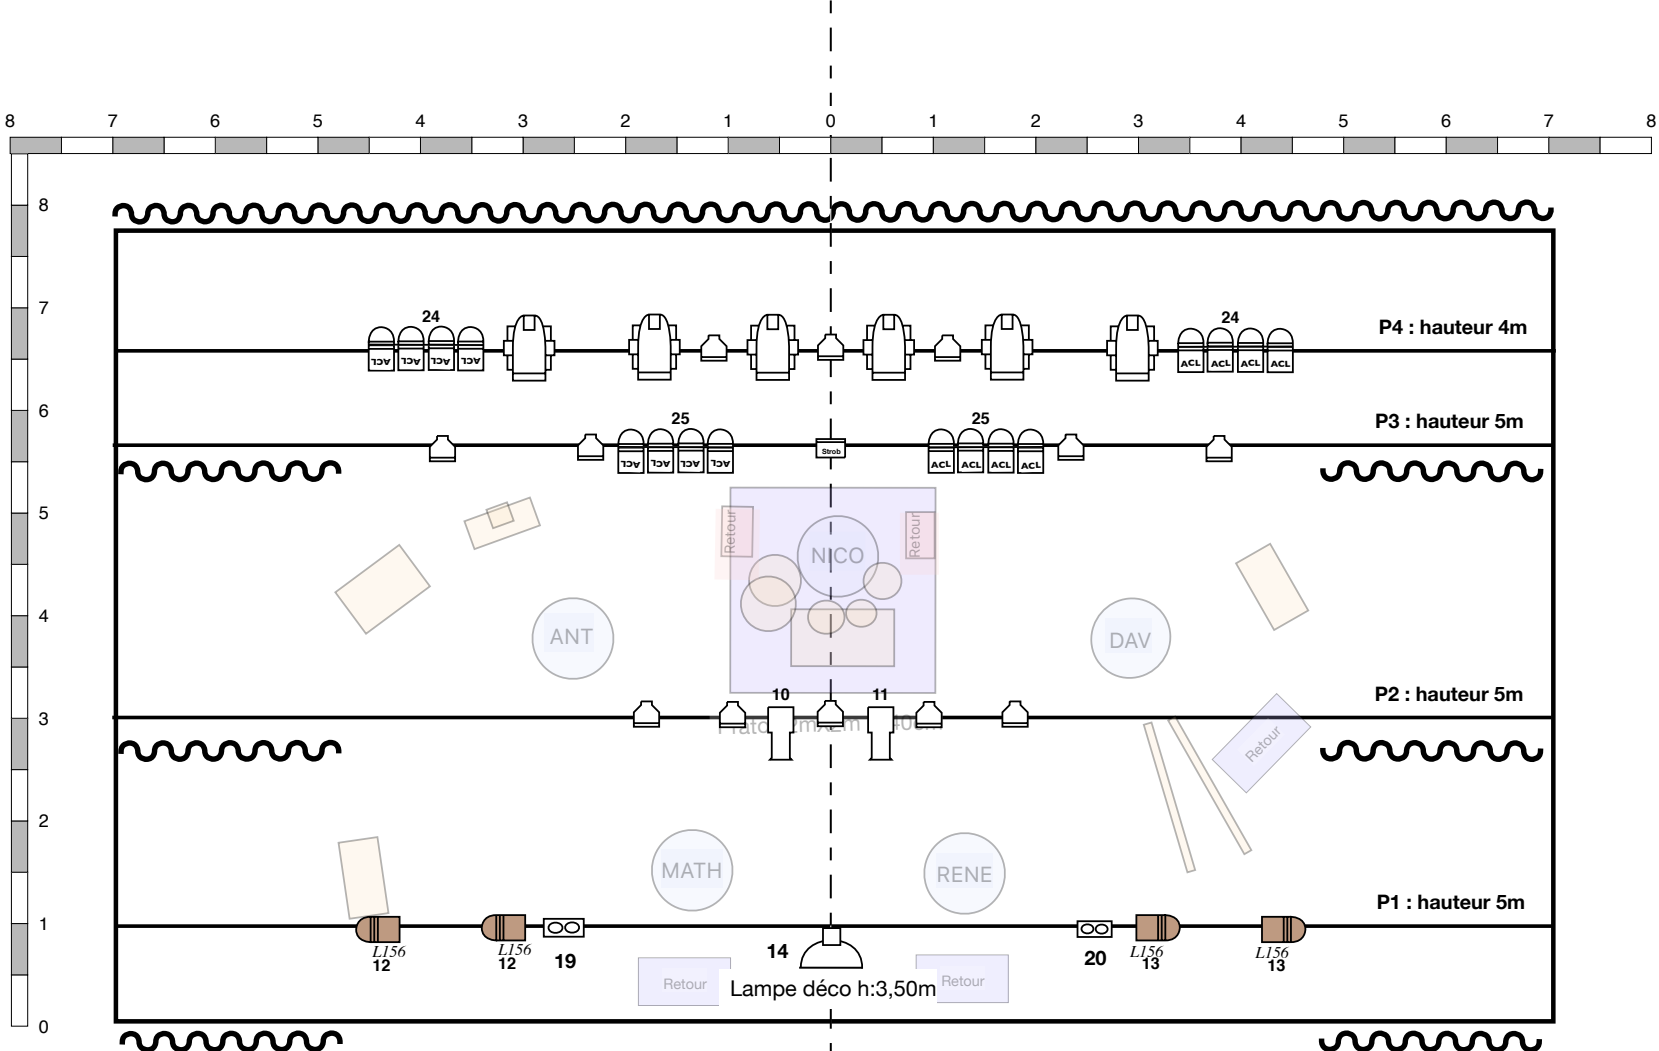 8 7 6 5 4 3 2 1 0 1 2 3 4 5 6 7 8
8
7
24 24
P4 : hauteur 4m
ACL ACL ACL ACL ACL ACL ACL ACL
6
25 25
P3 : hauteur 5m
ACL ACL ACL ACL Strob ACL ACL ACL ACL
5
Retour Retour
NICO
4
ANT DAV
10 11
P2 : hauteur 5m
3
Retour
2
MATH RENE
P1 : hauteur 5m
1
L156 L156 14 L156 L156
12 12 19 20 13 13
Retour Retour
Lampe déco h:3,50m
0